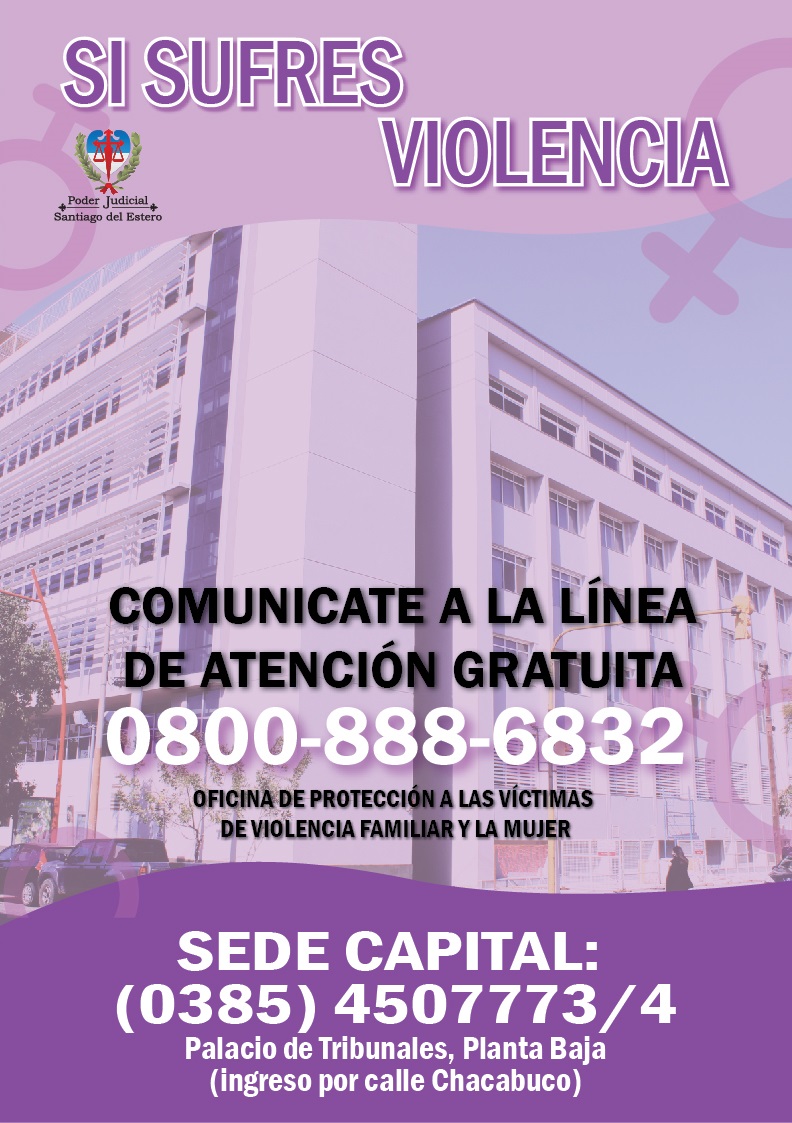 SI SUFRES
VIOLENCIA
Poder Judicial
Santiago del Estero
COMUNICATE A LA LÍNEA
DE ATENCIÓN GRATUITA
0800-888-6832
OFICINA DE PROTECCIÓN A LAS VÍCTIMAS
DE VIOLENCIA FAMILIAR Y LA MUJER
SEDE CAPITAL:
(0385) 4507773/4
Palacio de Tribunales, Planta Baja
(ingreso por calle Chacabuco)